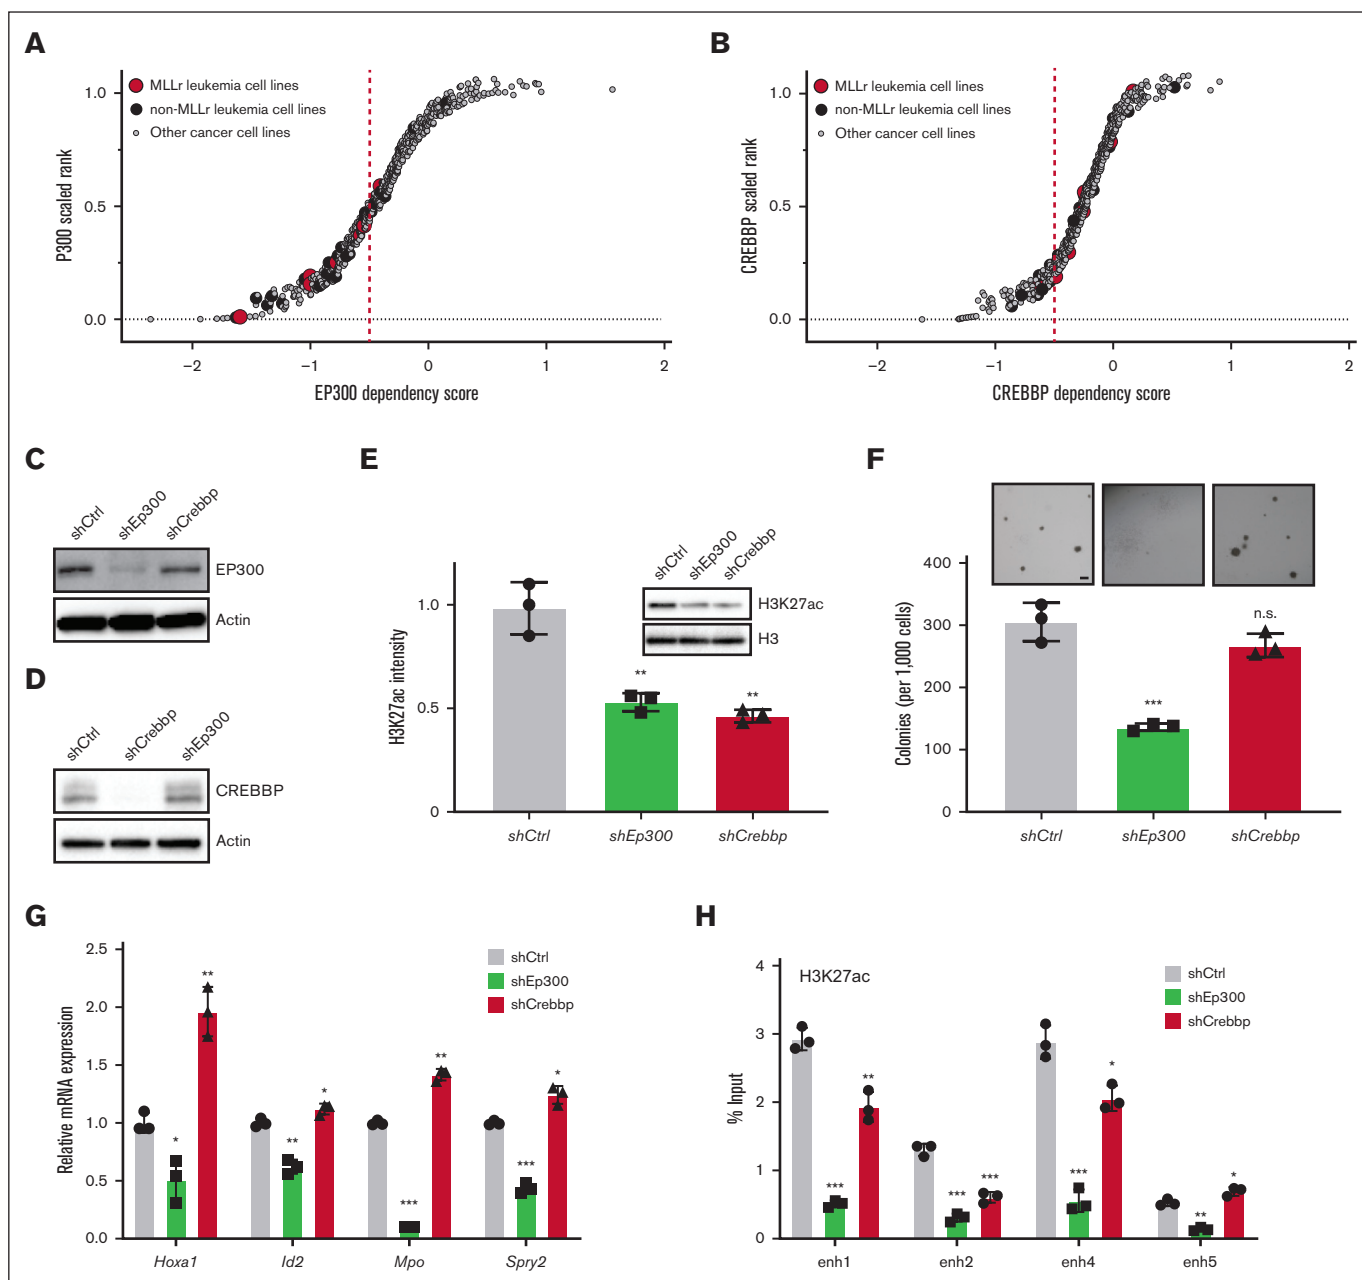 A
MLLr leukemia cell lines
non-MLLr leukemia cell lines
Other cancer cell lines
P300 scaled rank
1.0
0.5
0.0
−2 −1 0 1 2
EP300 dependency score
B
MLLr leukemia cell lines
non-MLLr leukemia cell lines
Other cancer cell lines
CREBBP scaled rank
1.0
0.5
0.0
−2 −1 0 1 2
CREBBP dependency score
C
shCtrl shEp300 shCrebbp
EP300
Actin
D
shCtrl shCrebbp shEp300
CREBBP
Actin
E
H3K27ac intensity
1.0
0.5
0
shCtrl shEp300 shCrebbp
H3K27ac
H3
** **
shCtrl shEp300 shCrebbp
F
Colonies (per 1,000 cells)
400
300
200
100
0
*** n.s.
shCtrl shEp300 shCrebbp
G
Relative mRNA expression
2.5
2.0
1.5
1.0
0.5
0.0
shCtrl
shEp300
shCrebbp
* ** ** * *** ** *** *
Hoxa1 Id2 Mpo Spry2
H
H3K27ac
% Input
4
3
2
1
0
shCtrl
shEp300
shCrebbp
*** ** *** *** *** * ** *
enh1 enh2 enh4 enh5